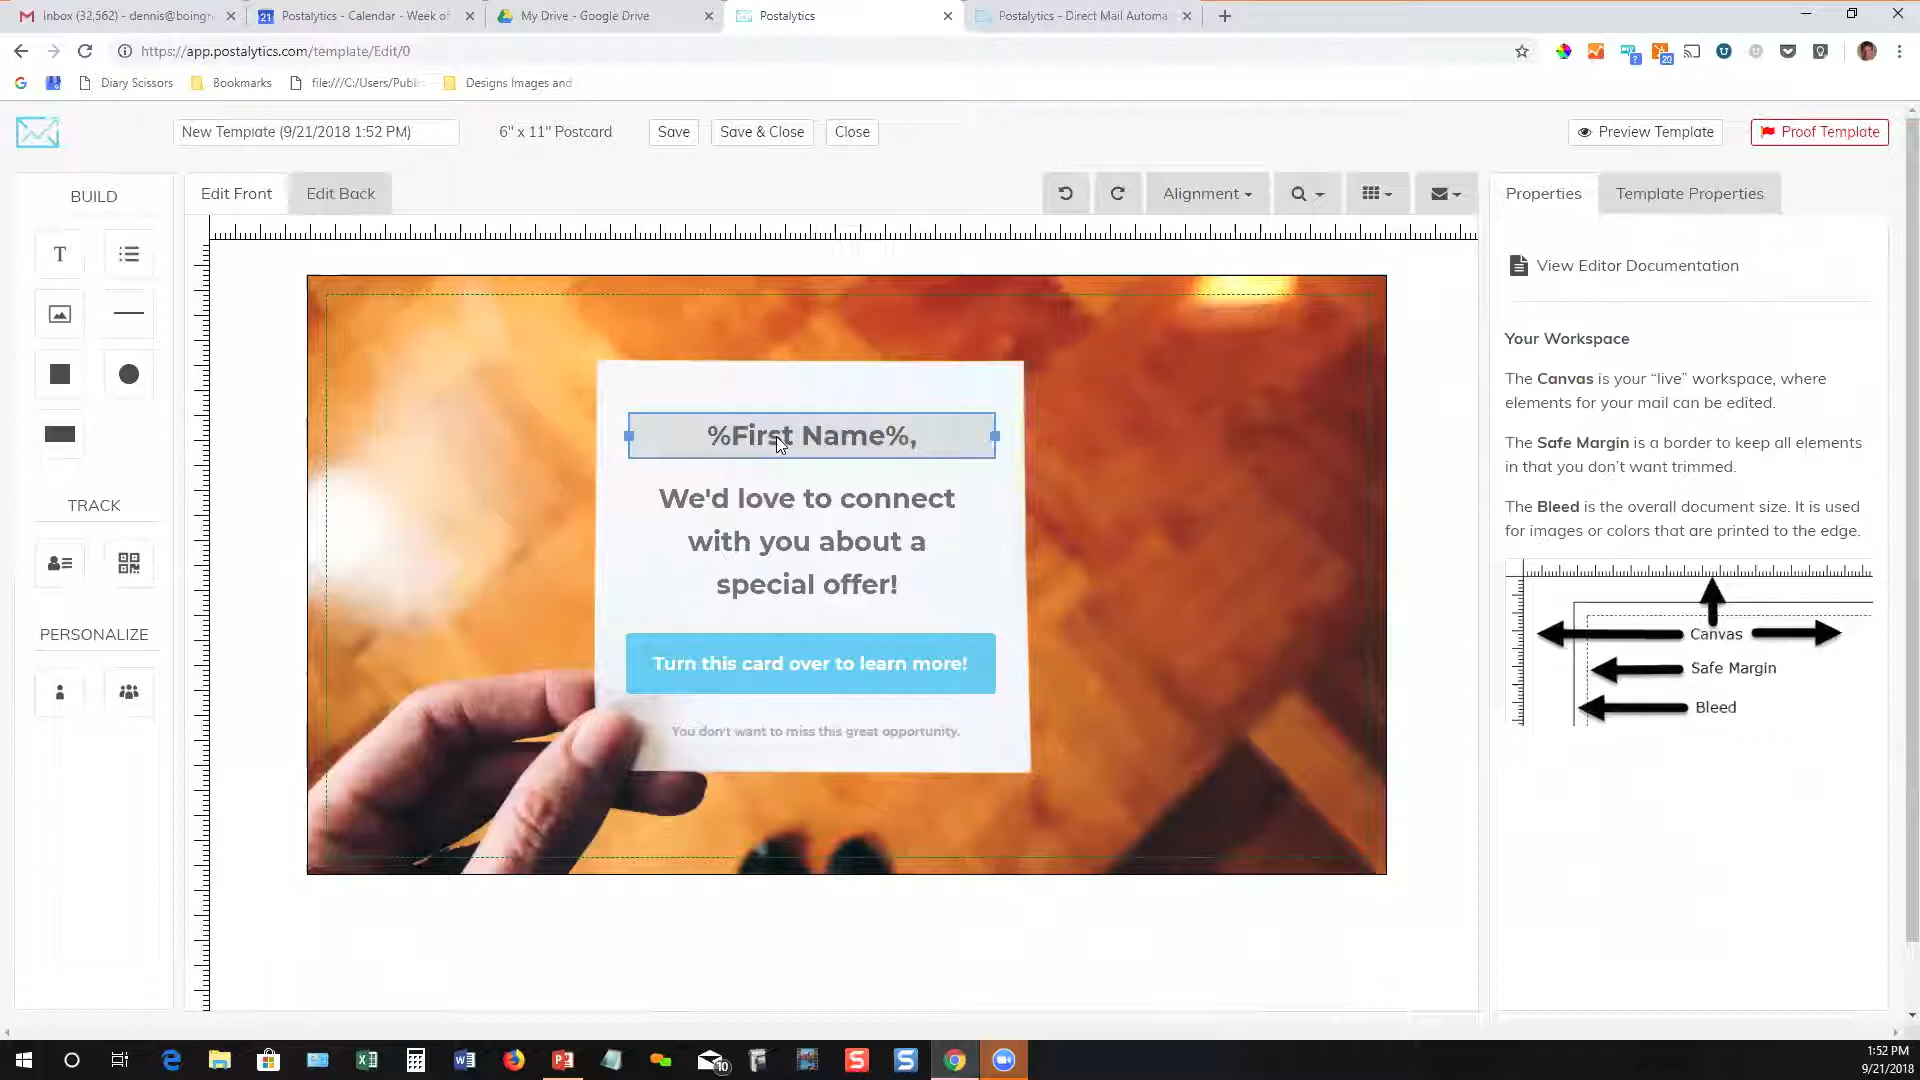 Inbox (32,562) - dennis@boingr
Postalytics - Calendar - Week of
My Drive - Google Drive
Postalytics
Postalytics - Direct Mail Automa
https://app.postalytics.com/template/Edit/0
Diary Scissors
Bookmarks
file:///C:/Users/Public
Designs Images and
New Template (9/21/2018 1:52 PM)
6" x 11" Postcard
Save
Save & Close
Close
Preview Template
Proof Template
BUILD
Edit Front
Edit Back
Alignment
Properties
Template Properties
View Editor Documentation
Your Workspace
The Canvas is your “live” workspace, where
elements for your mail can be edited.
The Safe Margin is a border to keep all elements
in that you don’t want trimmed.
The Bleed is the overall document size. It is used
for images or colors that are printed to the edge.
Canvas
Safe Margin
Bleed
%First Name%,
We'd love to connect
with you about a
special offer!
Turn this card over to learn more!
You don't want to miss this great opportunity.
TRACK
PERSONALIZE
1:52 PM
9/21/2018